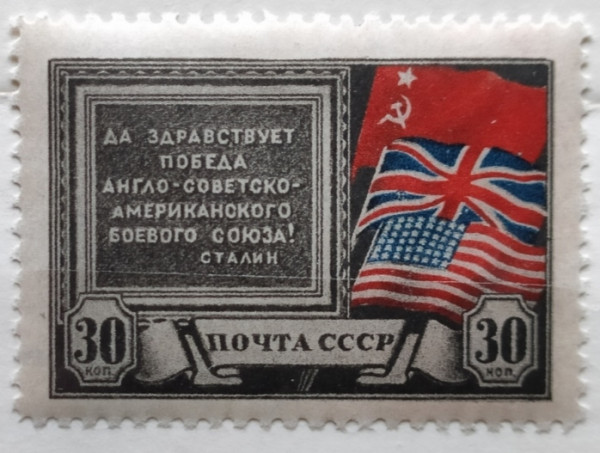 ДА ЗДРАВСТВУЕТ
ПОБЕДА
АНГЛО-СОВЕТСКО-
АМЕРИКАНСКОГО
БОЕВОГО СОЮЗА!
СТАЛИН
30
КОП.
ПОЧТА СССР
30
КОП.